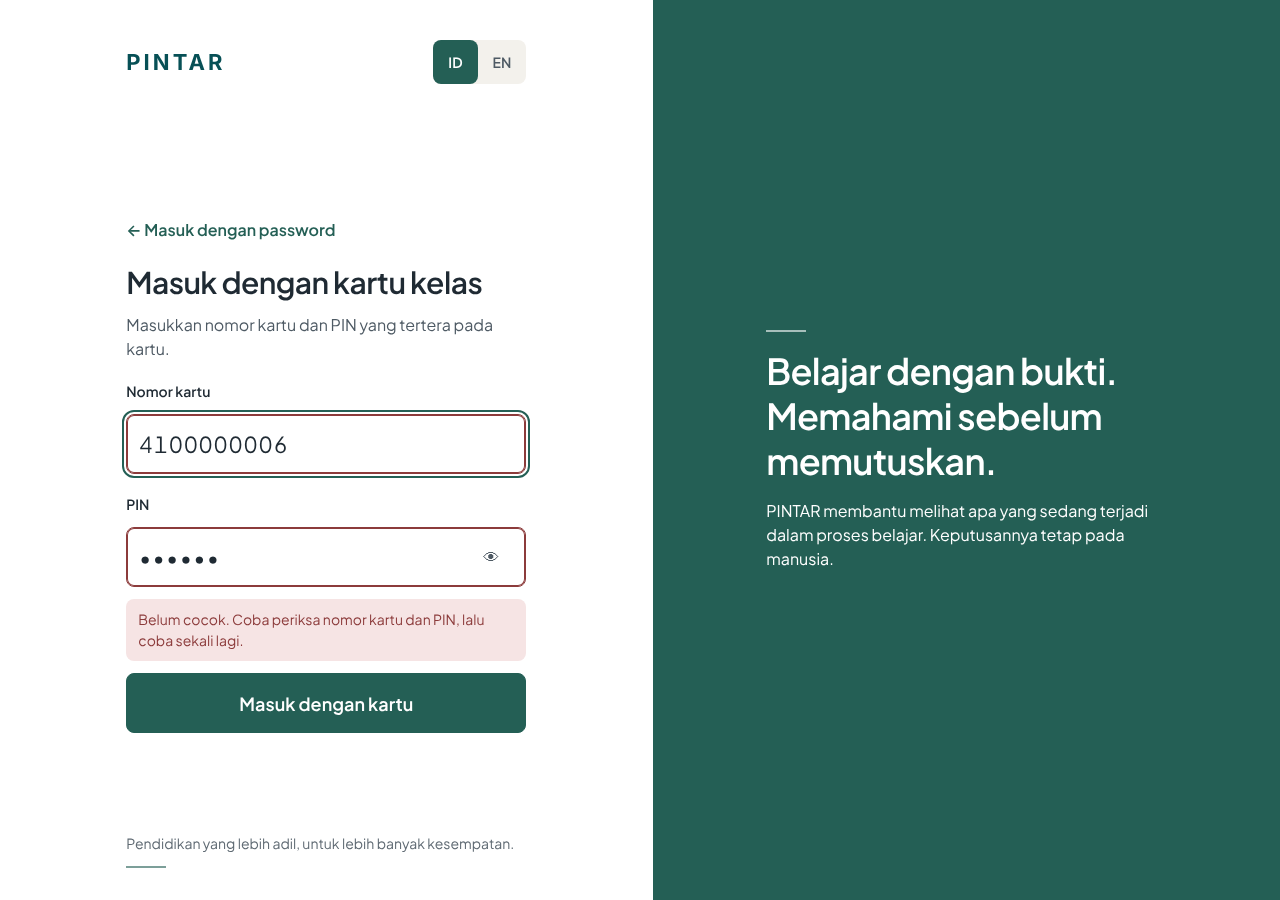 PINTAR
ID
EN
← Masuk dengan password
Masuk dengan kartu kelas
Masukkan nomor kartu dan PIN yang tertera pada
kartu.
Nomor kartu
4100000006
PIN
••••••
Belum cocok. Coba periksa nomor kartu dan PIN, lalu
coba sekali lagi.
Masuk dengan kartu
Pendidikan yang lebih adil, untuk lebih banyak kesempatan.
Belajar dengan bukti.
Memahami sebelum
memutuskan.
PINTAR membantu melihat apa yang sedang terjadi
dalam proses belajar. Keputusannya tetap pada
manusia.